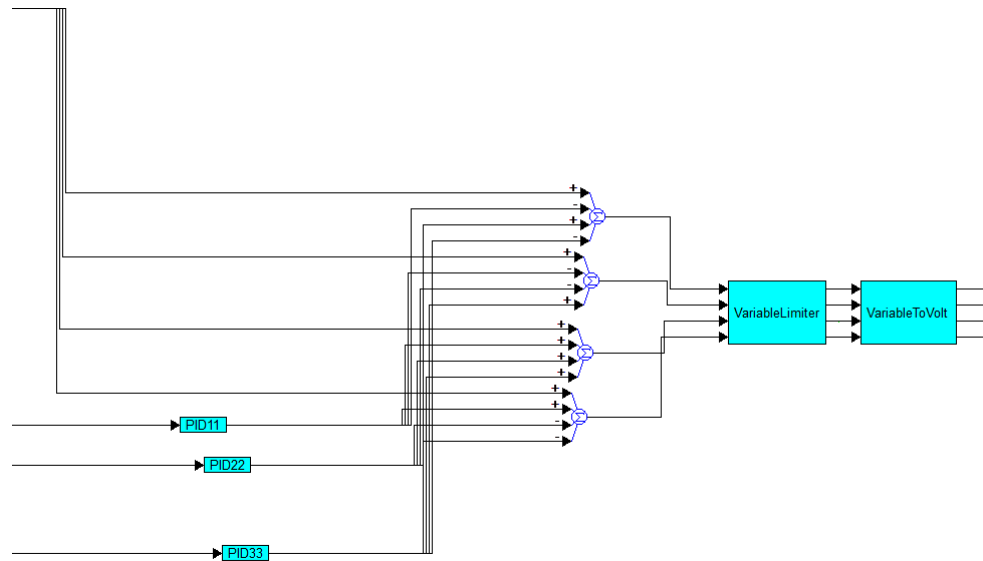 +
-
+
-
Σ
+
-
-
+
Σ
VariableLimiter
VariableToVolt
+
+
+
+
Σ
+
+
-
-
Σ
PID11
PID22
PID33